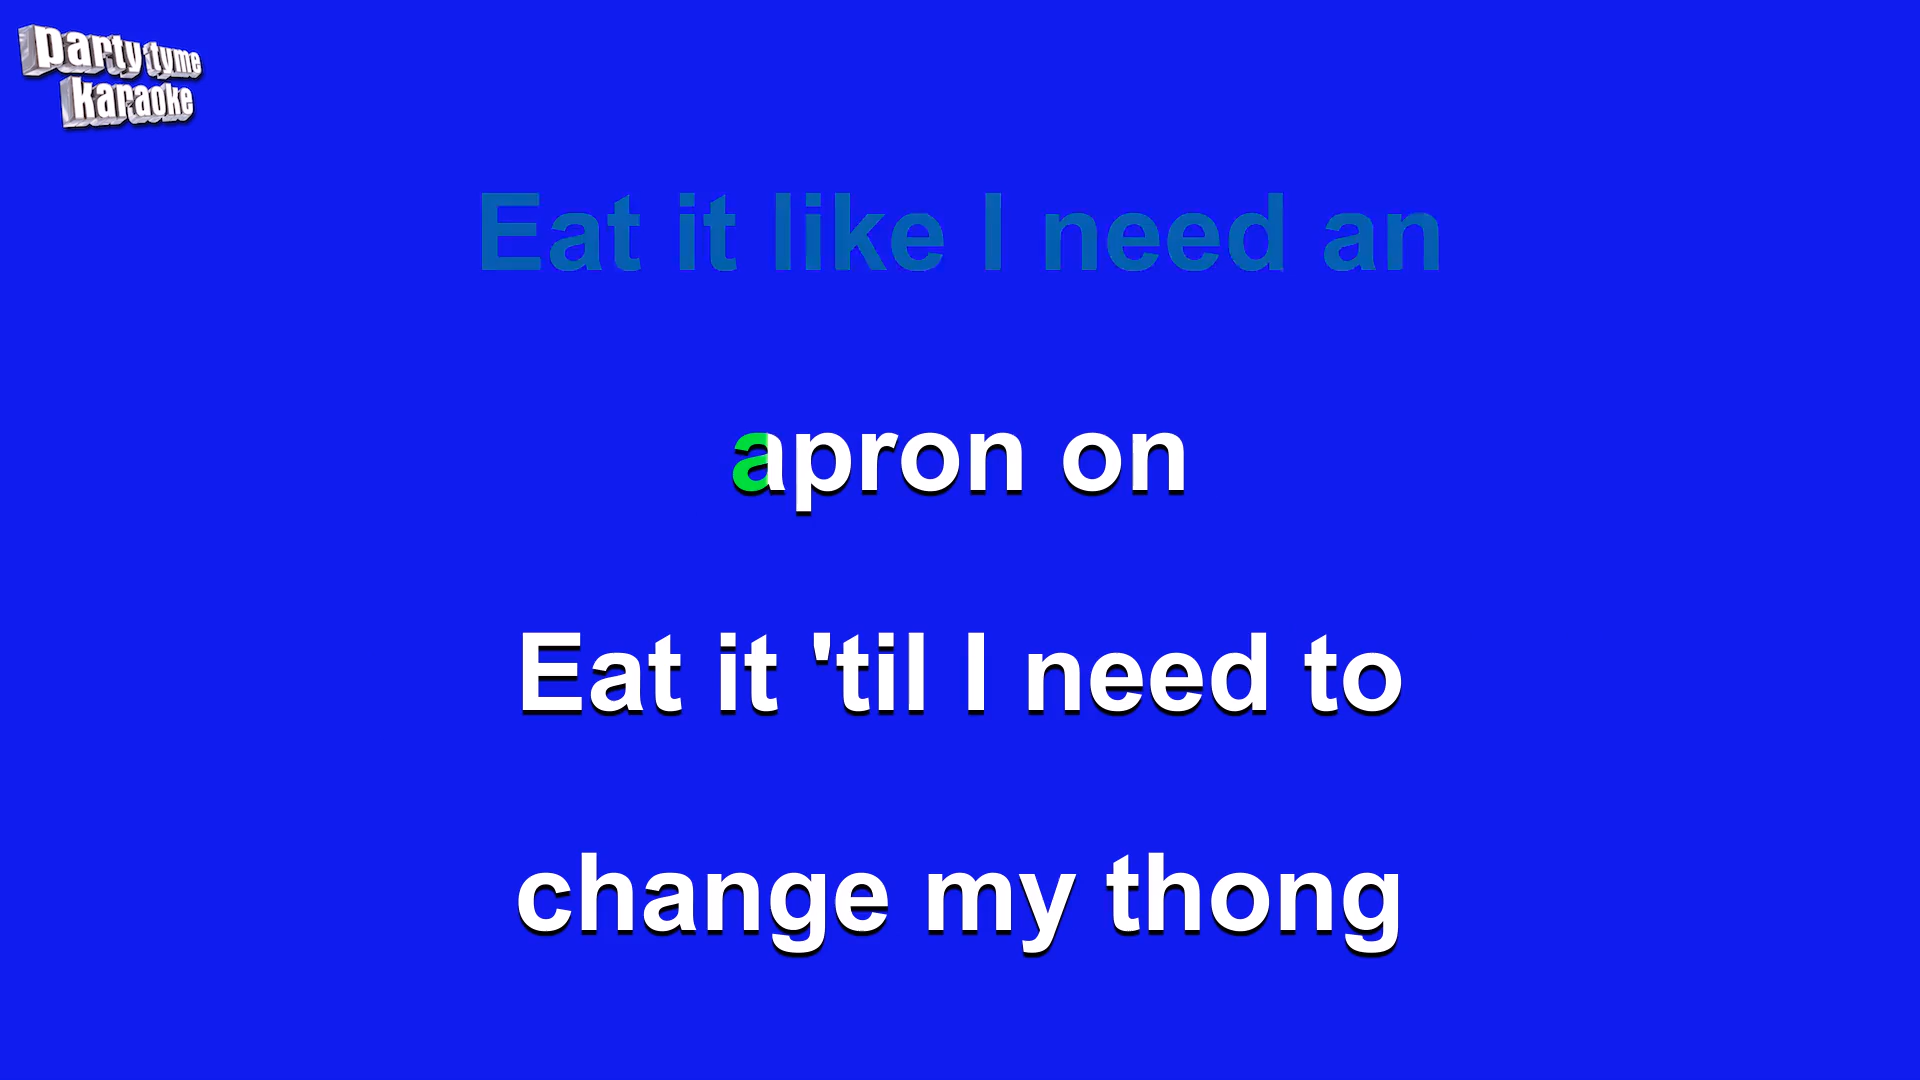 party tyme
karaoke
Eat it like I need an
apron on
Eat it 'til I need to
change my thong